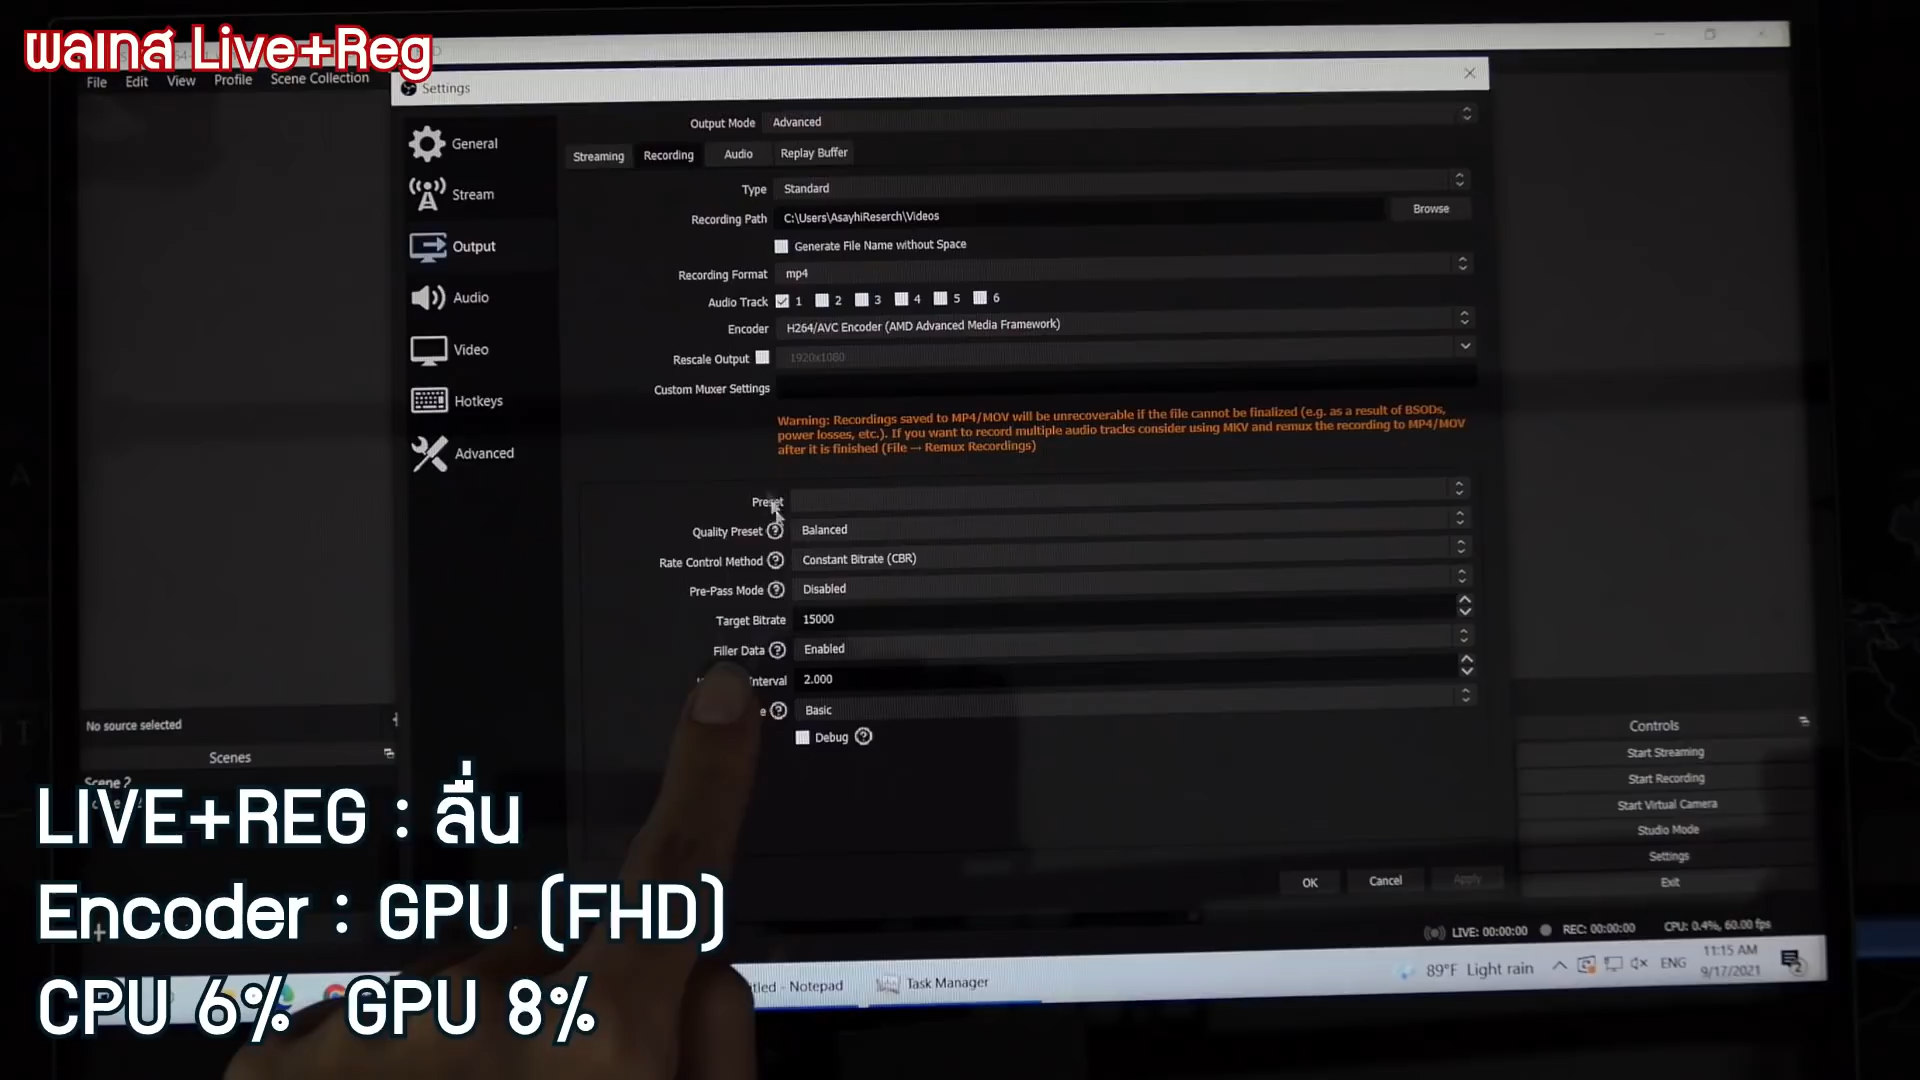 ผลเทส Live+Reg
File Edit View Profile Scene Collection
Settings
General
Stream
Output
Audio
Video
Hotkeys
Advanced
Output Mode Advanced
Streaming Recording Audio Replay Buffer
Type Standard
Recording Path C:\Users\AsayhiReserch\Videos Browse
Generate File Name without Space
Recording Format mp4
Audio Track 1 2 3 4 5 6
Encoder H264/AVC Encoder (AMD Advanced Media Framework)
Rescale Output 1920x1080
Custom Muxer Settings
Warning: Recordings saved to MP4/MOV will be unrecoverable if the file cannot be finalized (e.g. as a result of BSODs,
power losses, etc.). If you want to record multiple audio tracks consider using MKV and remux the recording to MP4/MOV
after it is finished (File → Remux Recordings)
Preset
Quality Preset Balanced
Rate Control Method Constant Bitrate (CBR)
Pre-Pass Mode Disabled
Target Bitrate 15000
Filler Data Enabled
Interval 2.000
Basic
Debug
OK Cancel Apply
No source selected
Scenes
Scene 2
Controls
Start Streaming
Start Recording
Start Virtual Camera
Studio Mode
Settings
Exit
LIVE: 00:00:00 REC: 00:00:00 CPU: 0.4%, 60.00 fps
Notepad Task Manager 89°F Light rain ENG 11:15 AM
9/17/2021 2
LIVE+REG : ลื่น
Encoder : GPU (FHD)
CPU 6% GPU 8%